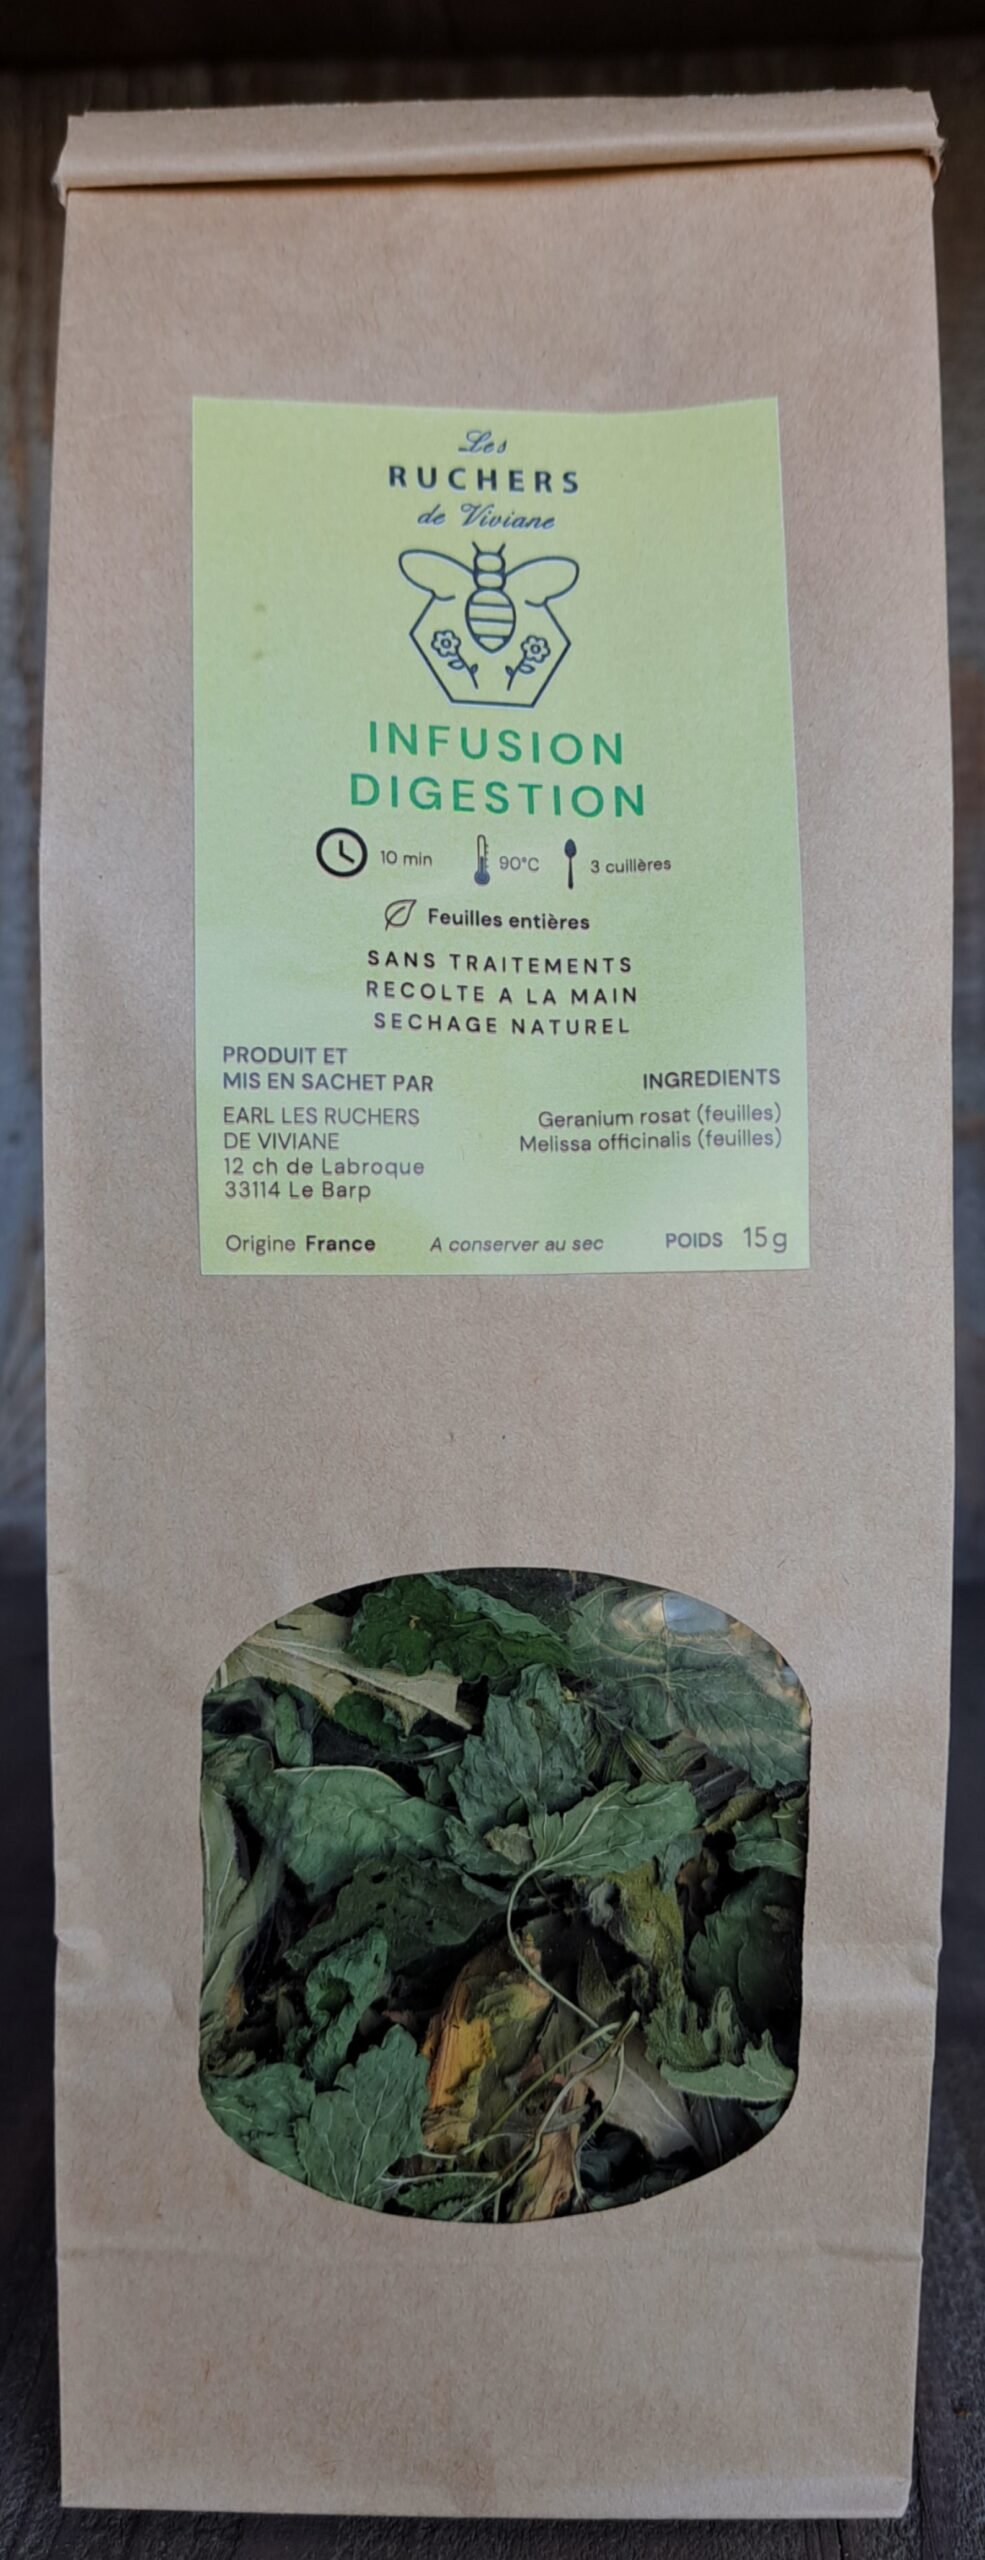 Les
RUCHERS
de Viviane
INFUSION
DIGESTION
10 min 90°C 3 cuillères
Feuilles entières
SANS TRAITEMENTS
RECOLTE A LA MAIN
SECHAGE NATUREL
PRODUIT ET
MIS EN SACHET PAR
EARL LES RUCHERS
DE VIVIANE
12 ch de Labroque
33114 Le Barp
INGREDIENTS
Geranium rosat (feuilles)
Melissa officinalis (feuilles)
Origine France A conserver au sec POIDS 15 g